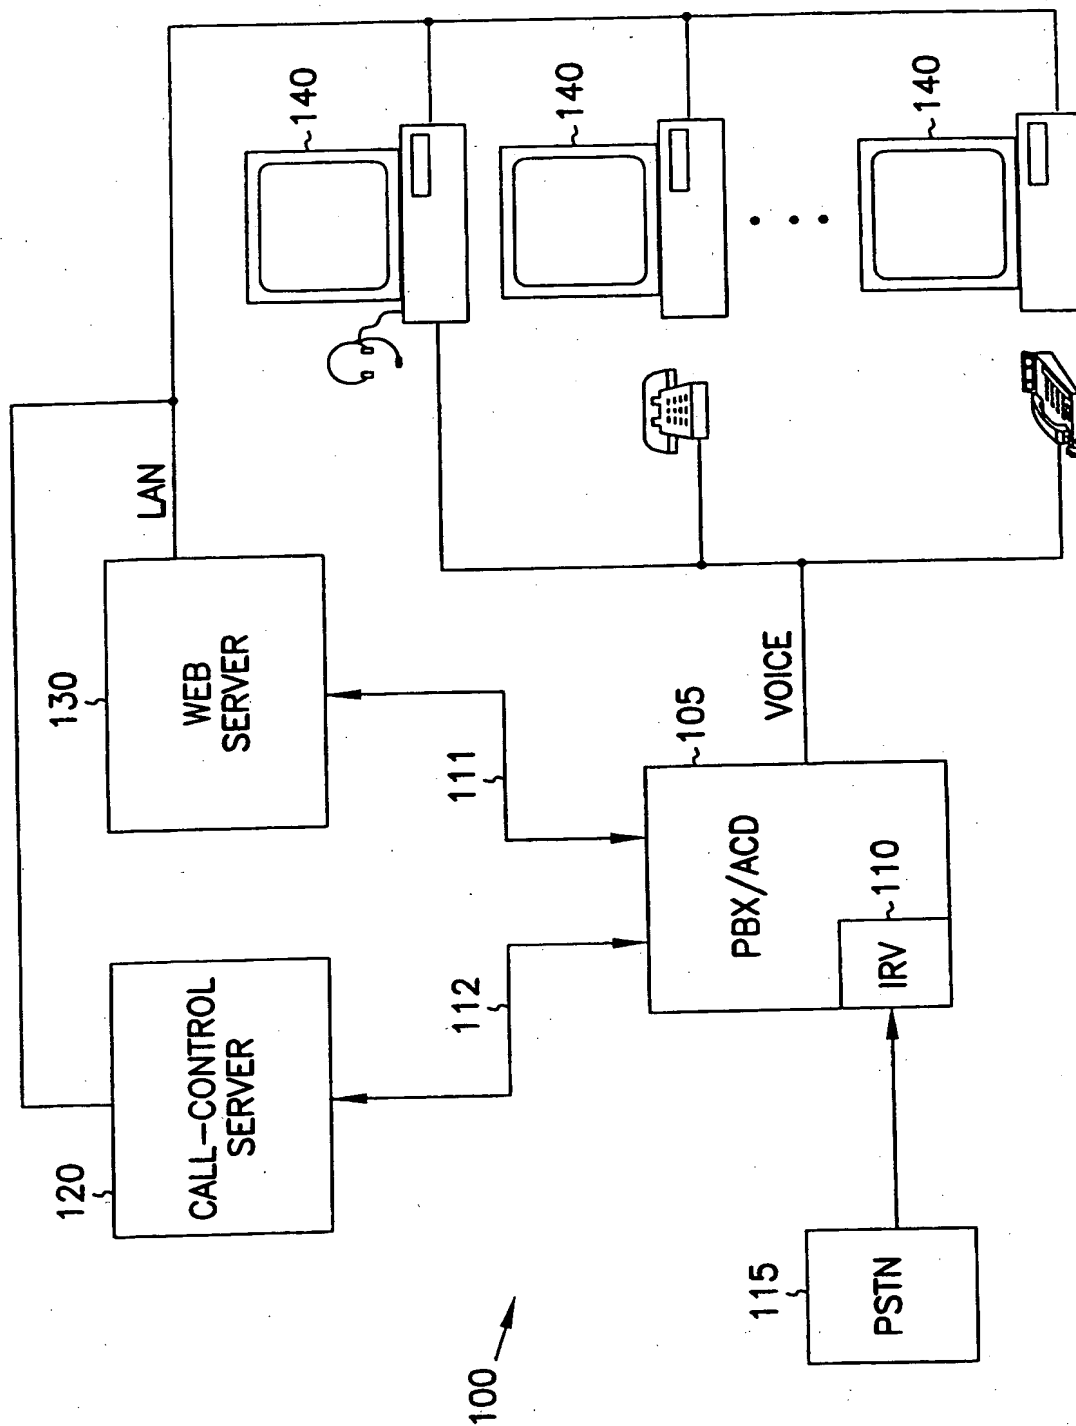 100
115
PSTN
120
CALL-CONTROL
SERVER
112
PBX/ACD
IRV
110
105
111
130
WEB
SERVER
VOICE
LAN
140
140
140